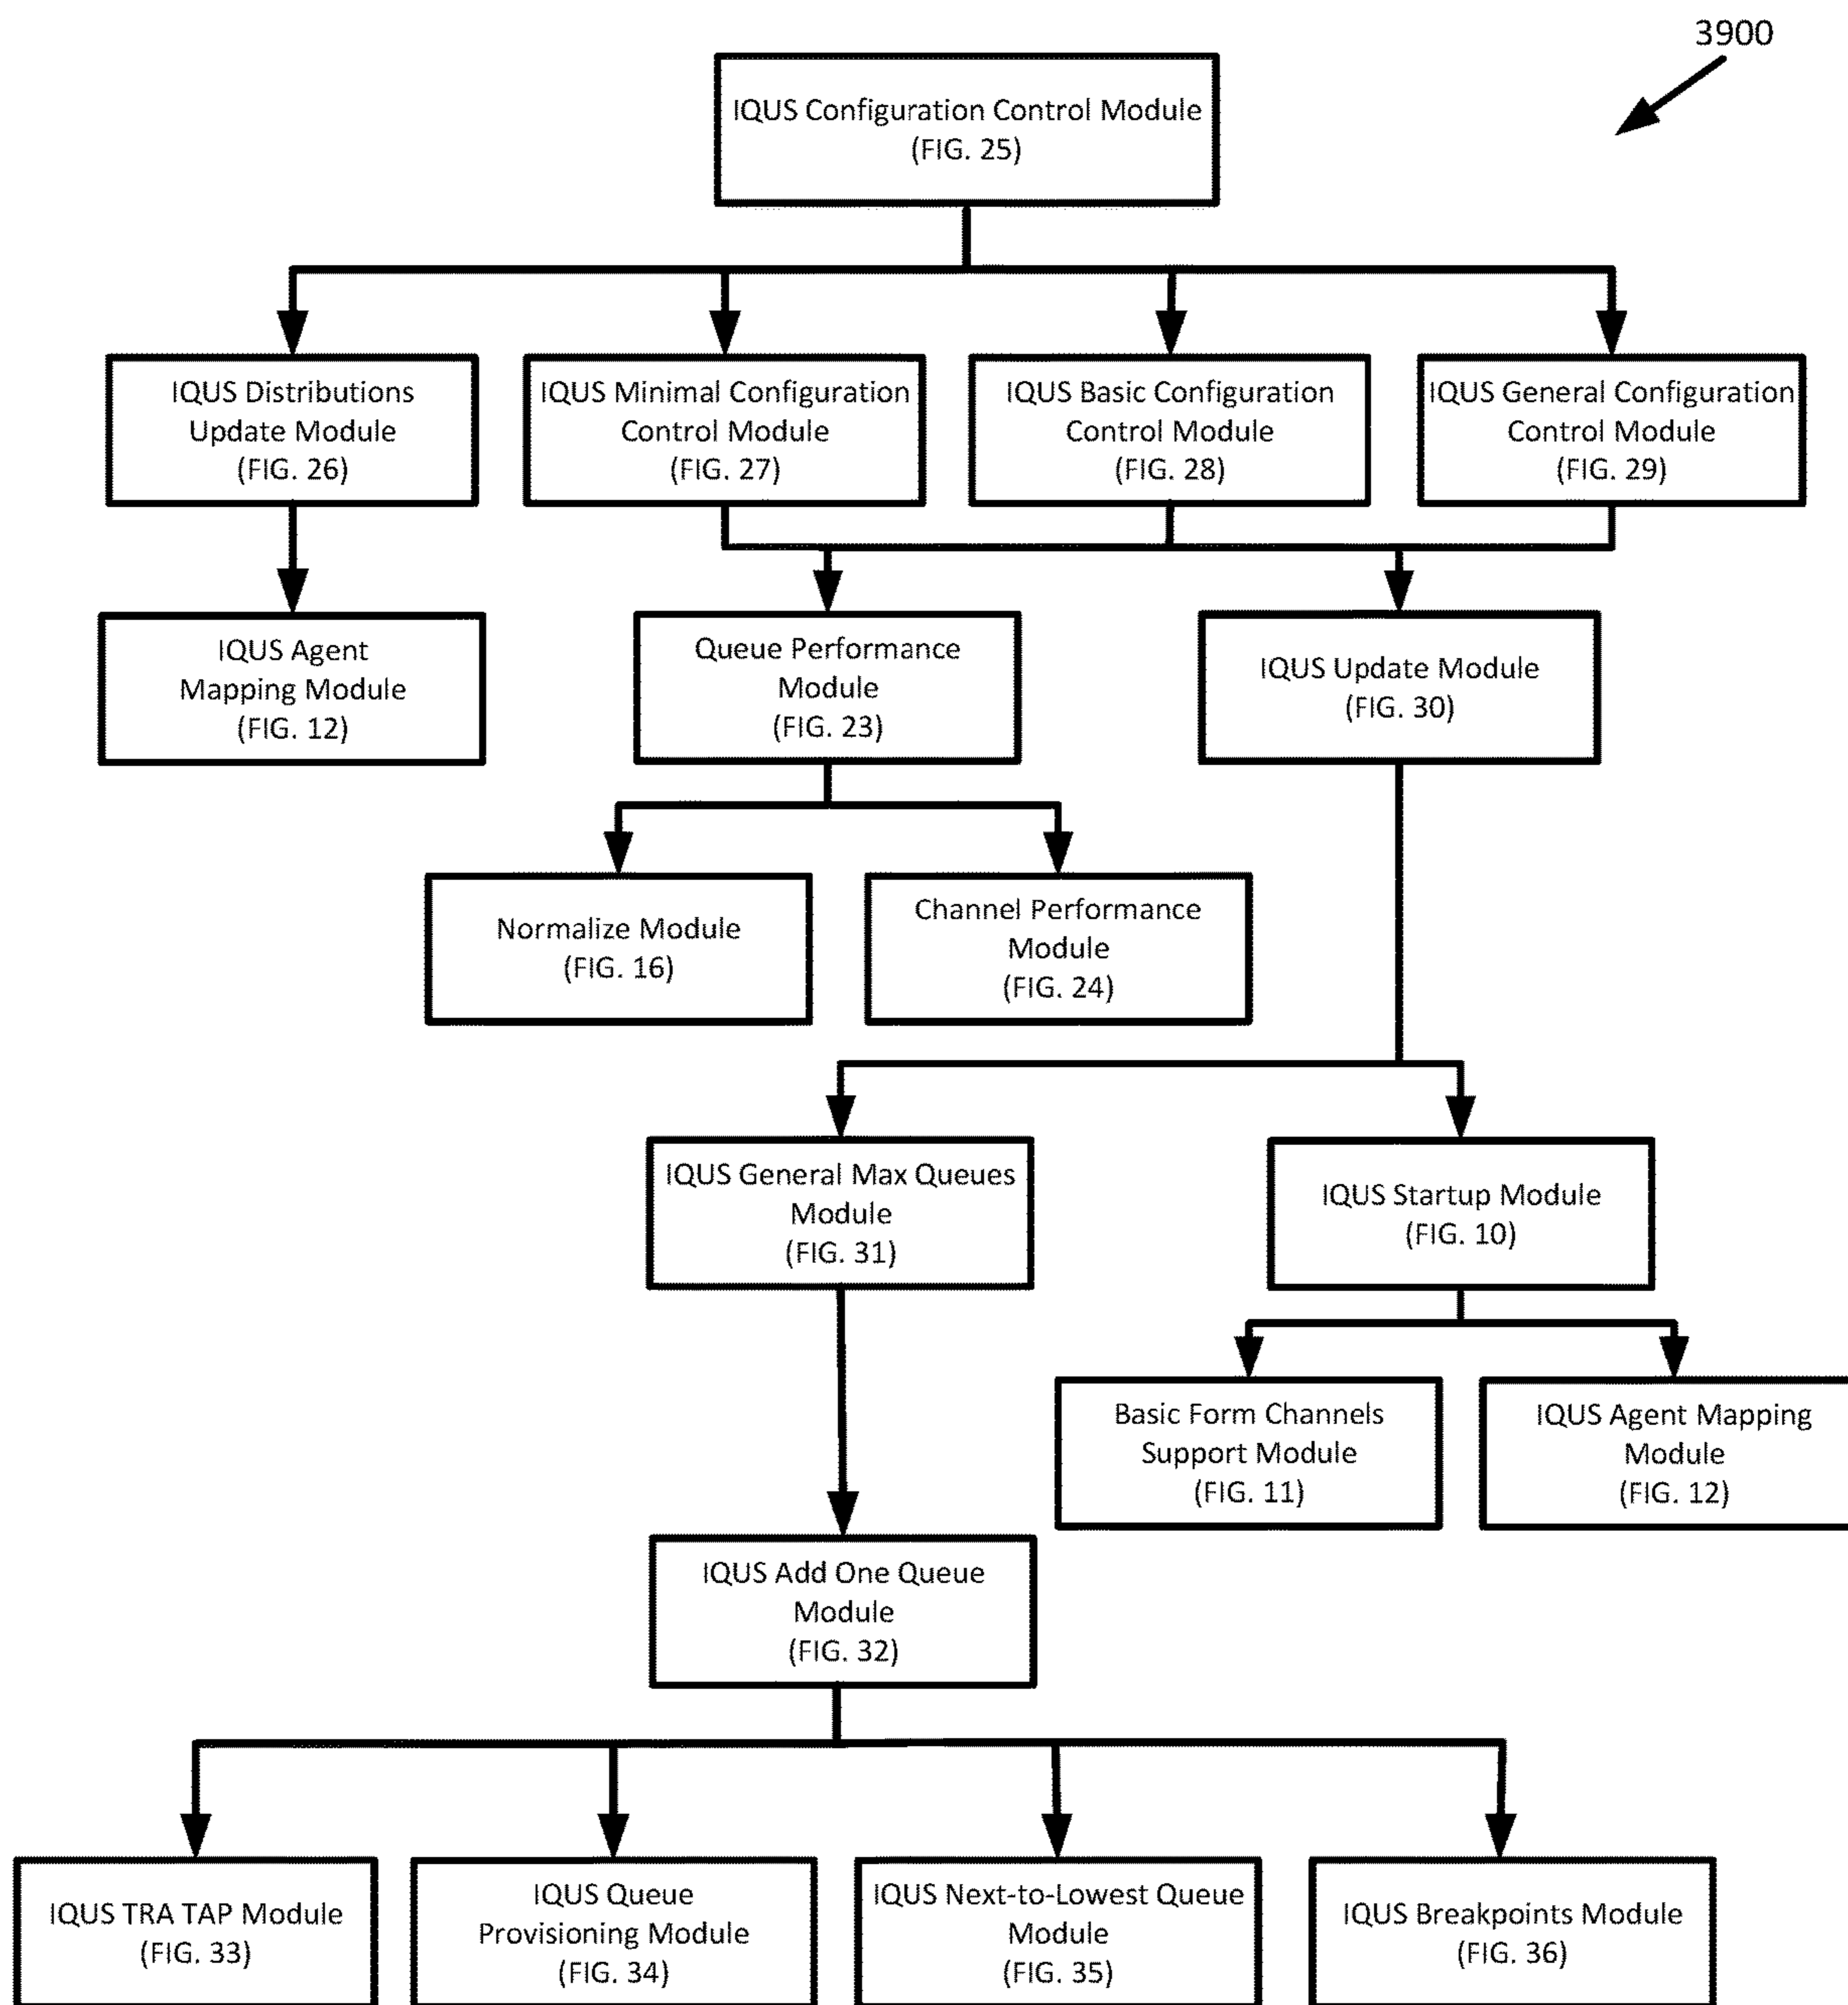 3900
IQUS Configuration Control Module
(FIG. 25)
IQUS Distributions
Update Module
(FIG. 26)
IQUS Minimal Configuration
Control Module
(FIG. 27)
IQUS Basic Configuration
Control Module
(FIG. 28)
IQUS General Configuration
Control Module
(FIG. 29)
IQUS Agent
Mapping Module
(FIG. 12)
Queue Performance
Module
(FIG. 23)
IQUS Update Module
(FIG. 30)
Normalize Module
(FIG. 16)
Channel Performance
Module
(FIG. 24)
IQUS General Max Queues
Module
(FIG. 31)
IQUS Startup Module
(FIG. 10)
Basic Form Channels
Support Module
(FIG. 11)
IQUS Agent Mapping
Module
(FIG. 12)
IQUS Add One Queue
Module
(FIG. 32)
IQUS TRA TAP Module
(FIG. 33)
IQUS Queue
Provisioning Module
(FIG. 34)
IQUS Next-to-Lowest Queue
Module
(FIG. 35)
IQUS Breakpoints Module
(FIG. 36)